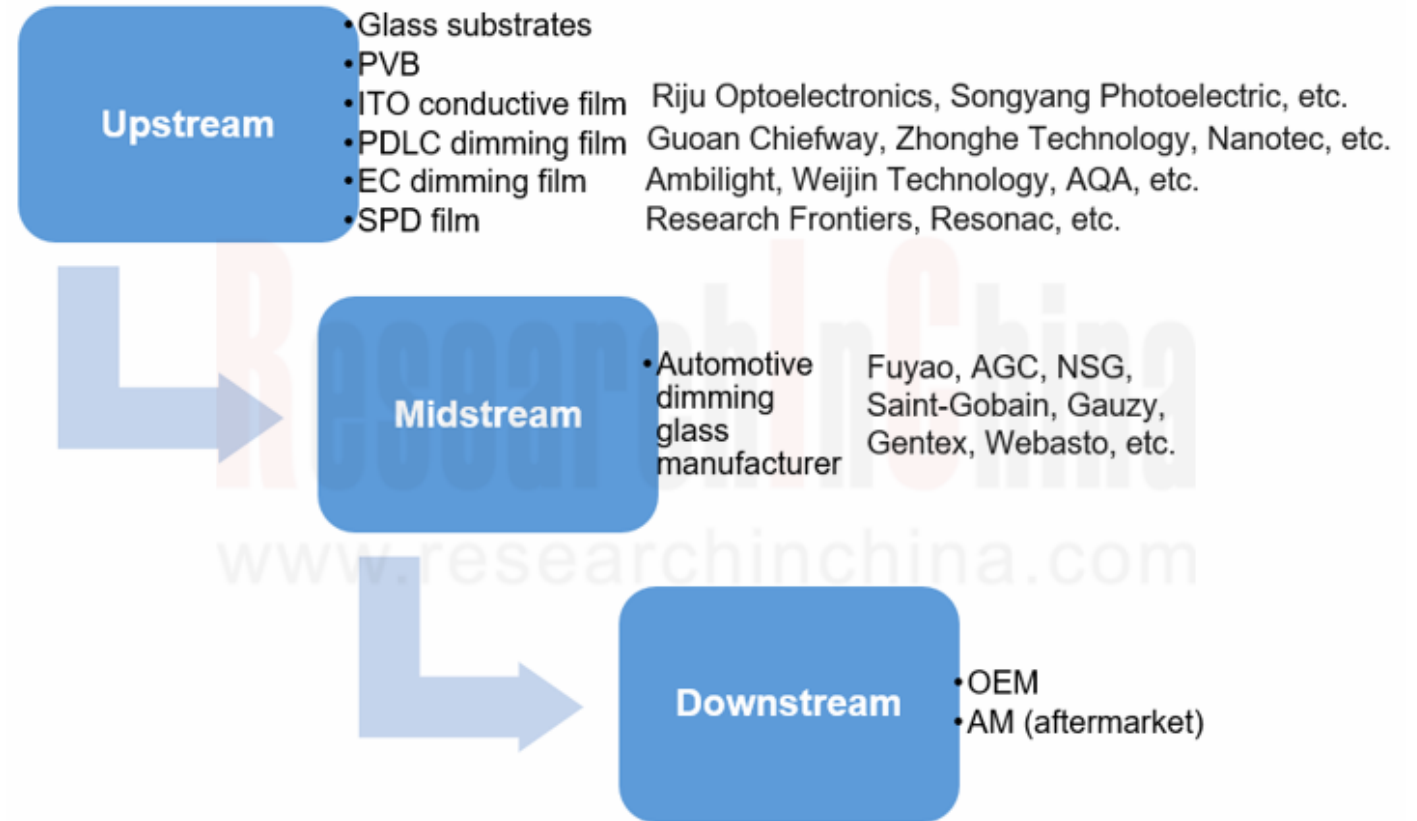 Upstream
•Glass substrates
•PVB
•ITO conductive film Riju Optoelectronics, Songyang Photoelectric, etc.
•PDLC dimming film Guoan Chiefway, Zhonghe Technology, Nanotec, etc.
•EC dimming film Ambilight, Weijin Technology, AQA, etc.
•SPD film Research Frontiers, Resonac, etc.
ResearchInChina
www.researchinchina.com
Midstream
•Automotive
dimming
glass
manufacturer
Fuyao, AGC, NSG,
Saint-Gobain, Gauzy,
Gentex, Webasto, etc.
Downstream
•OEM
•AM (aftermarket)